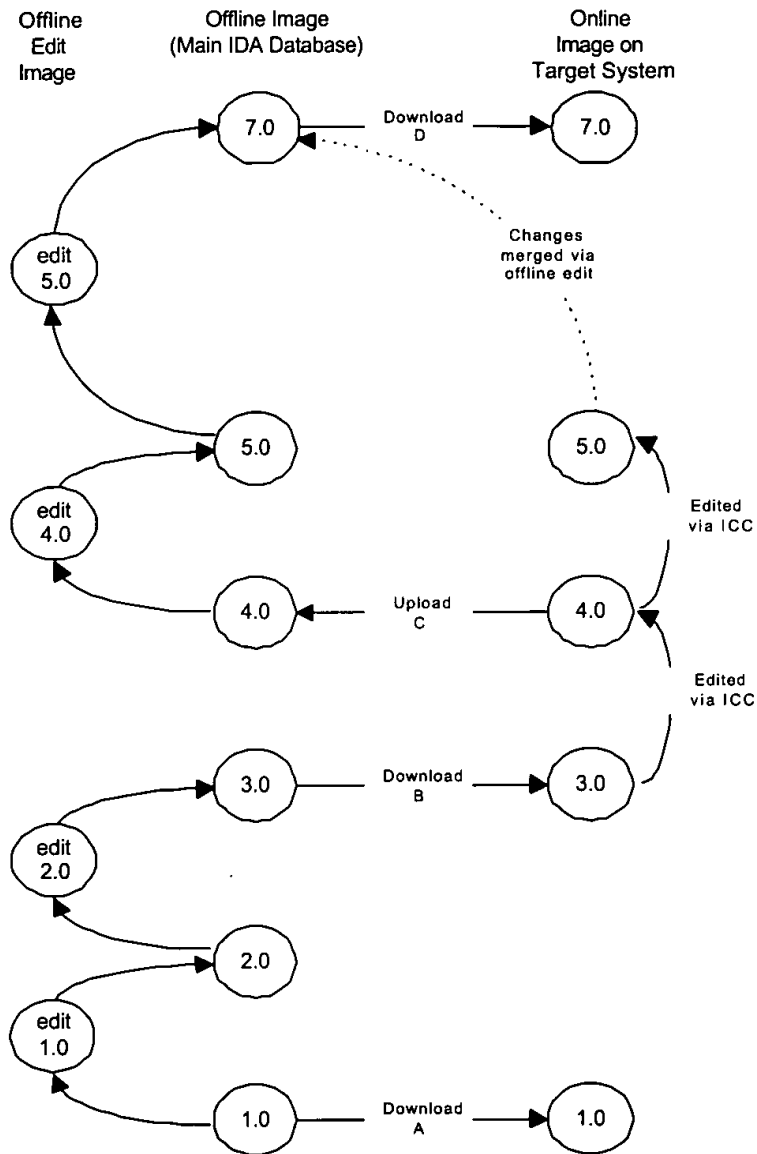 Offline
Edit
Image
Offline Image
(Main IDA Database)
Online
Image on
Target System
7.0
Download
D
7.0
Changes
merged via
offline edit
edit
5.0
5.0
5.0
edit
4.0
Edited
via ICC
4.0
Upload
C
4.0
Edited
via ICC
3.0
Download
B
3.0
edit
2.0
2.0
edit
1.0
1.0
Download
A
1.0